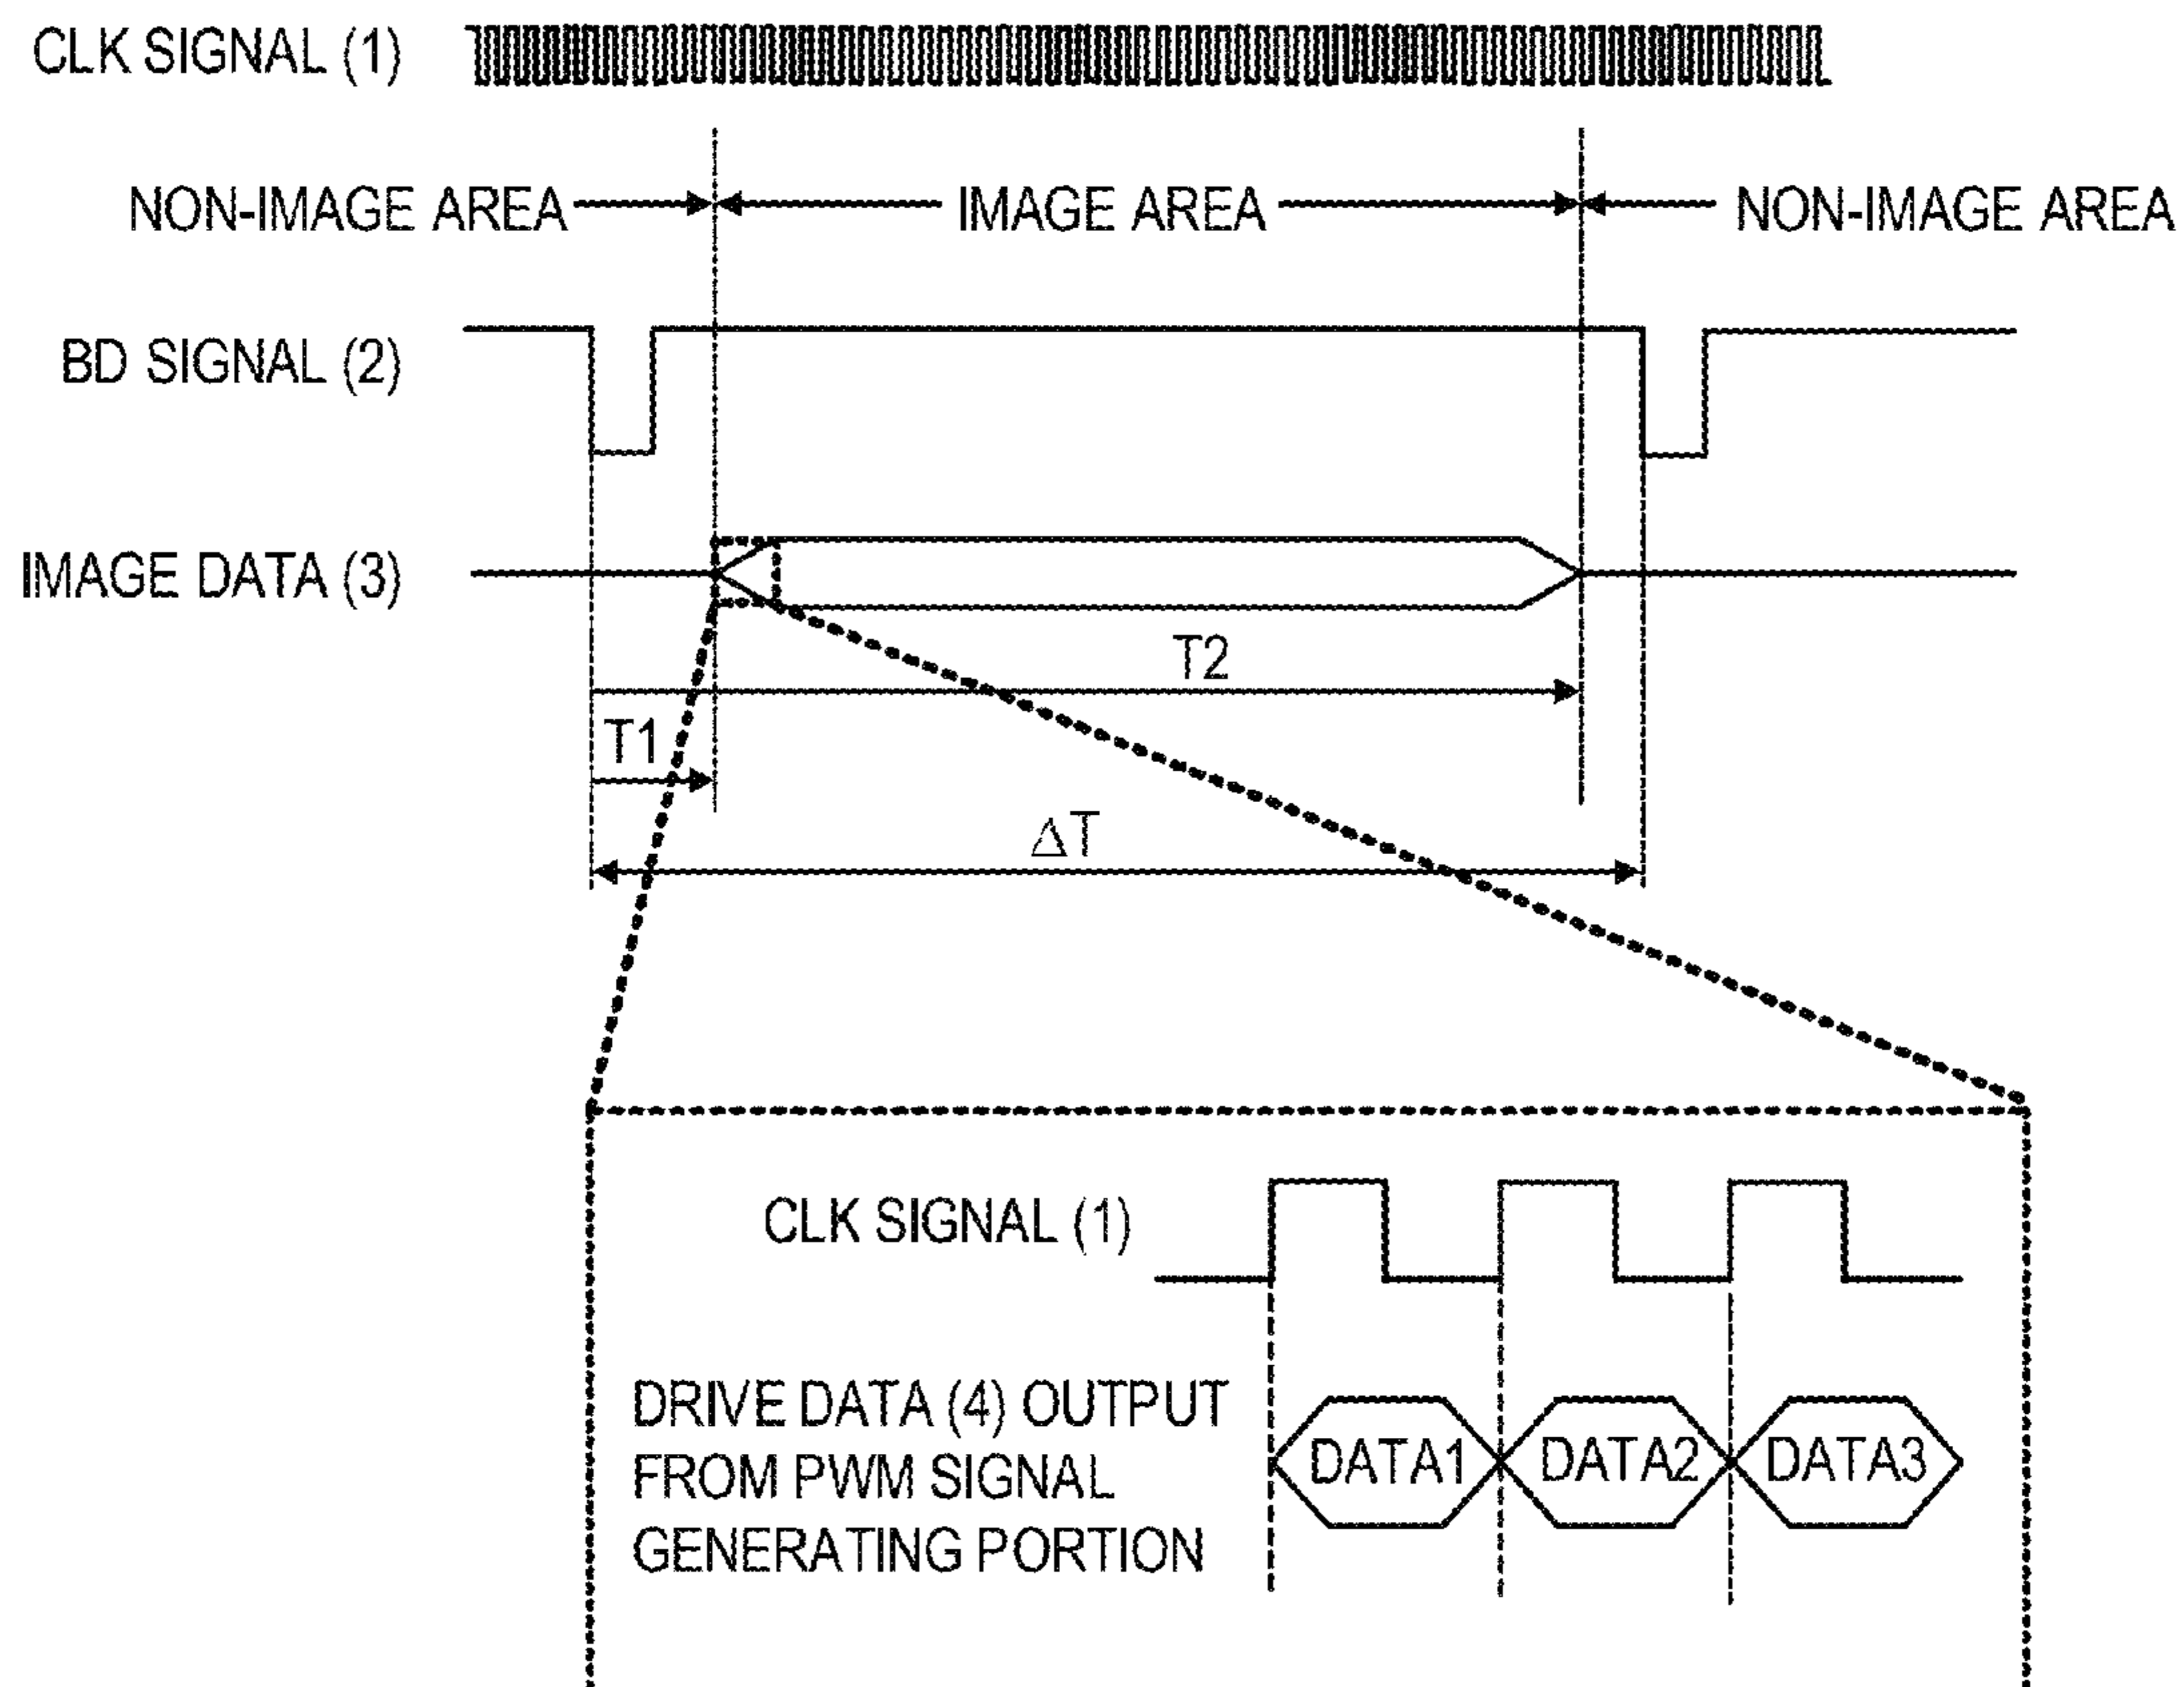 CLK SIGNAL (1)
NON-IMAGE AREA
IMAGE AREA
NON-IMAGE AREA
BD SIGNAL (2)
IMAGE DATA (3)
T2
T1
ΔT
CLK SIGNAL (1)
DRIVE DATA (4) OUTPUT
FROM PWM SIGNAL
GENERATING PORTION
DATA1
DATA2
DATA3